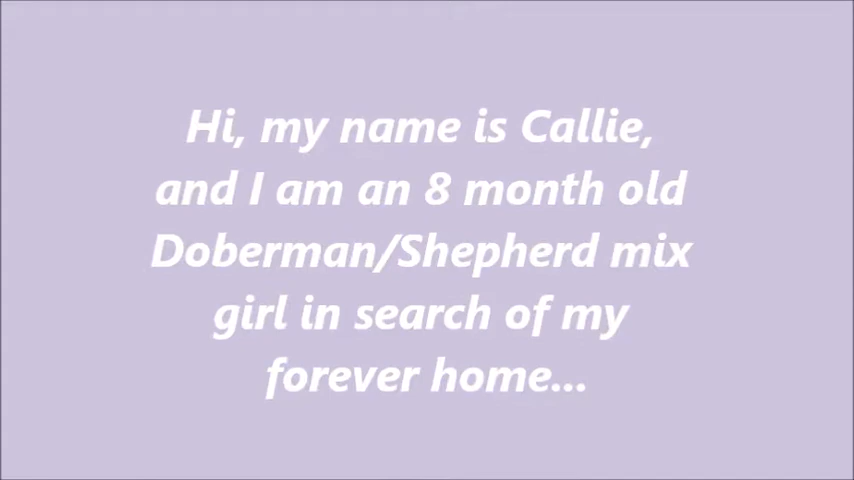 Hi, my name is Callie,
and I am an 8 month old
Doberman/Shepherd mix
girl in search of my
forever home...